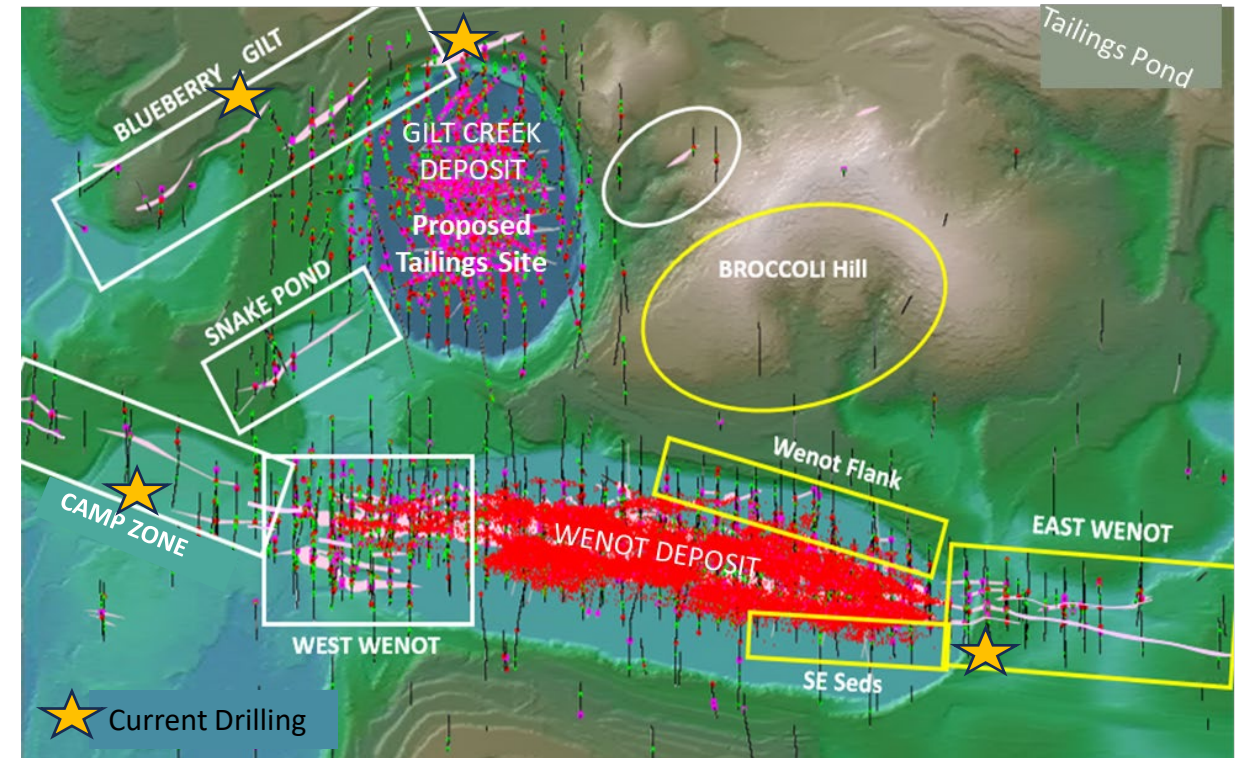 Tailings Pond
BLUEBERRY GILT
GILT CREEK
DEPOSIT
Proposed
Tailings Site
BROCCOLI Hill
SNAKE POND
Wenot Flank
CAMP ZONE
WENOT DEPOSIT
EAST WENOT
WEST WENOT
SE Seds
Current Drilling